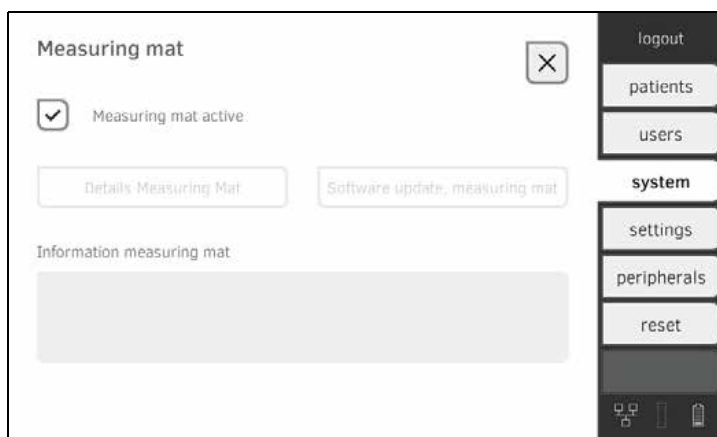 Measuring mat
Measuring mat active
Details Measuring Mat
Software update, measuring mat
Information measuring mat
logout
patients
users
system
settings
peripherals
reset